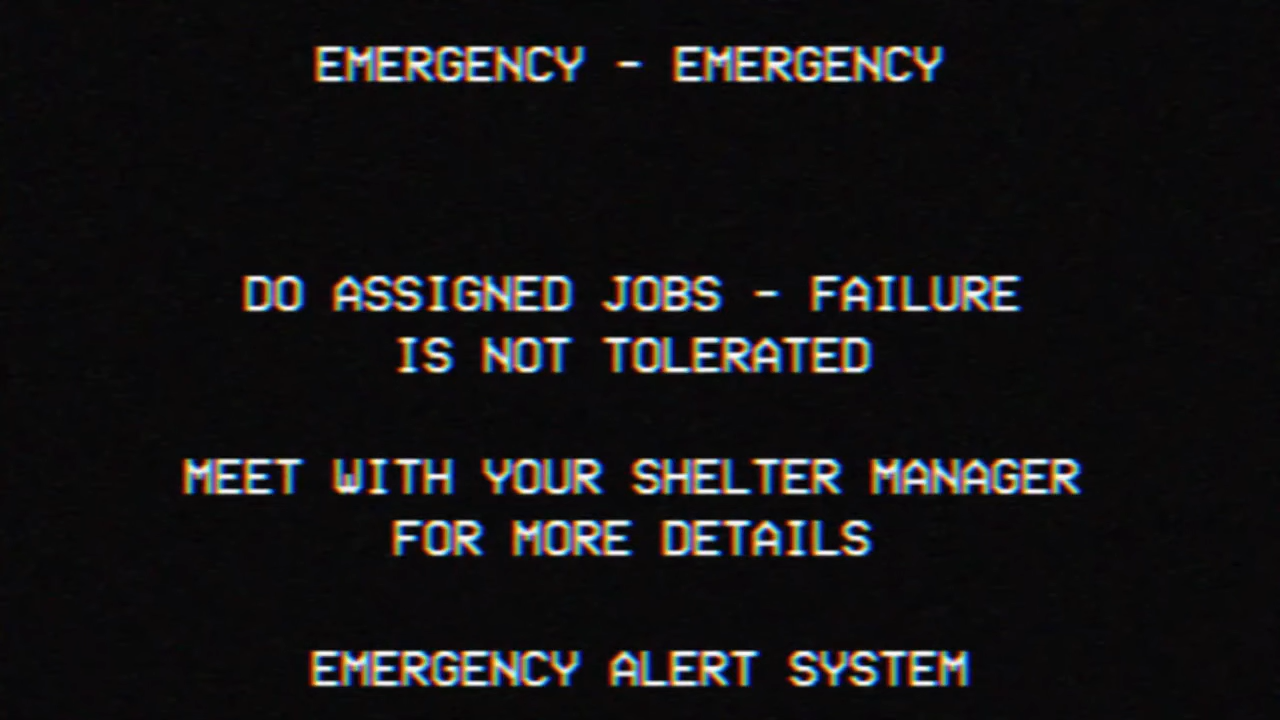 EMERGENCY - EMERGENCY
DO ASSIGNED JOBS - FAILURE
IS NOT TOLERATED
MEET WITH YOUR SHELTER MANAGER
FOR MORE DETAILS
EMERGENCY ALERT SYSTEM